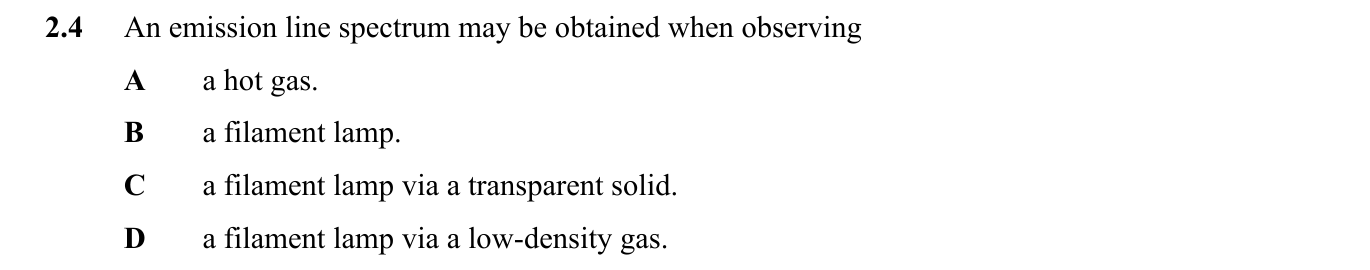 2.4 An emission line spectrum may be obtained when observing
A a hot gas.
B a filament lamp.
C a filament lamp via a transparent solid.
D a filament lamp via a low-density gas.